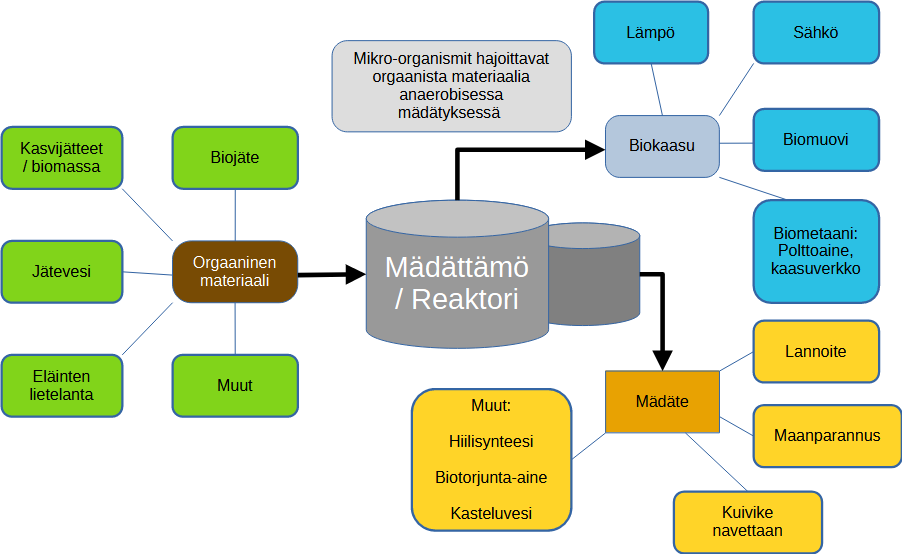 Lämpö
Sähkö
Mikro-organismit hajoittavat
orgaanista materiaalia
anaerobisessa
mädätyksessä
Kasvijätteet
/ biomassa
Biojäte
Biokaasu
Biomuovi
Jätevesi
Orgaaninen
materiaali
Mädättämö
/ Reaktori
Biometaani:
Polttoaine,
kaasuverkko
Eläinten
lietelanta
Muut
Lannoite
Muut:
Hiilisynteesi
Biotorjunta-aine
Kasteluvesi
Mädäte
Maanparannus
Kuivike
navettaan